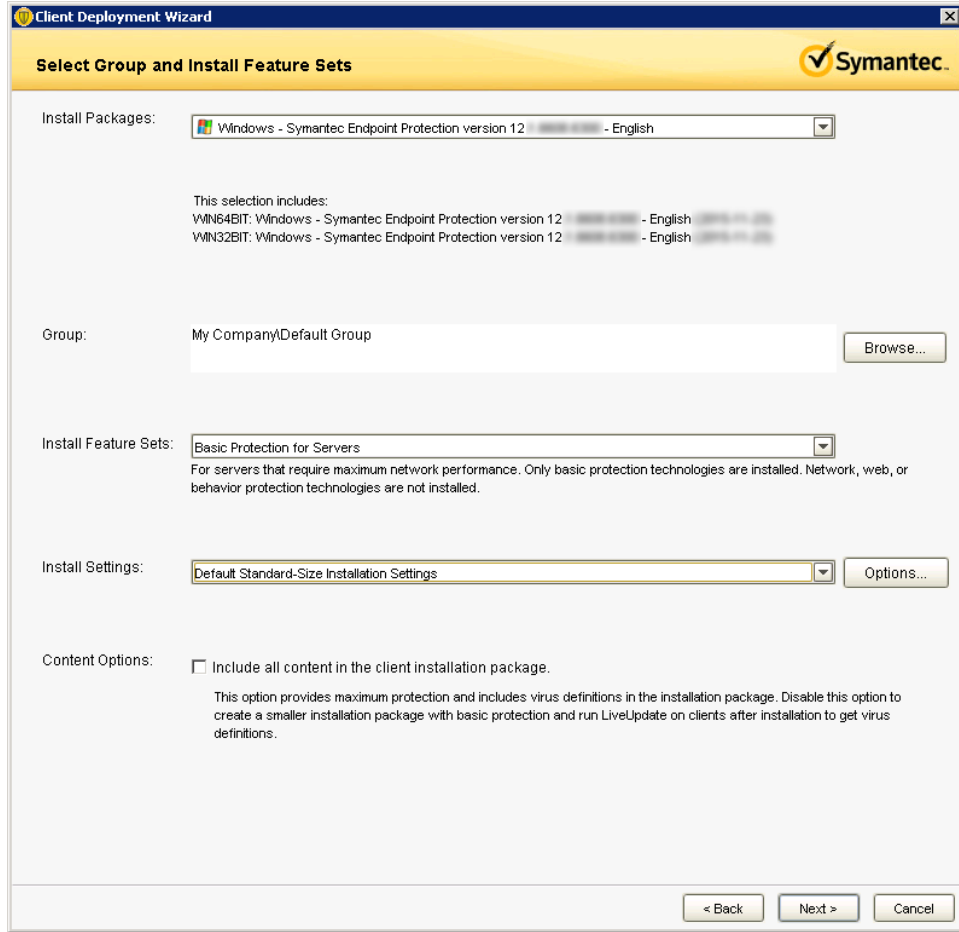 Client Deployment Wizard
Select Group and Install Feature Sets
Symantec.
Install Packages:
Windows - Symantec Endpoint Protection version 12 - English
This selection includes:
WIN64BIT: Windows - Symantec Endpoint Protection version 12 - English
WIN32BIT: Windows - Symantec Endpoint Protection version 12 - English
Group:
My Company\Default Group
Browse...
Install Feature Sets:
Basic Protection for Servers
For servers that require maximum network performance. Only basic protection technologies are installed. Network, web, or
behavior protection technologies are not installed.
Install Settings:
Default Standard-Size Installation Settings
Options...
Content Options:
Include all content in the client installation package.
This option provides maximum protection and includes virus definitions in the installation package. Disable this option to
create a smaller installation package with basic protection and run LiveUpdate on clients after installation to get virus
definitions.
< Back
Next >
Cancel